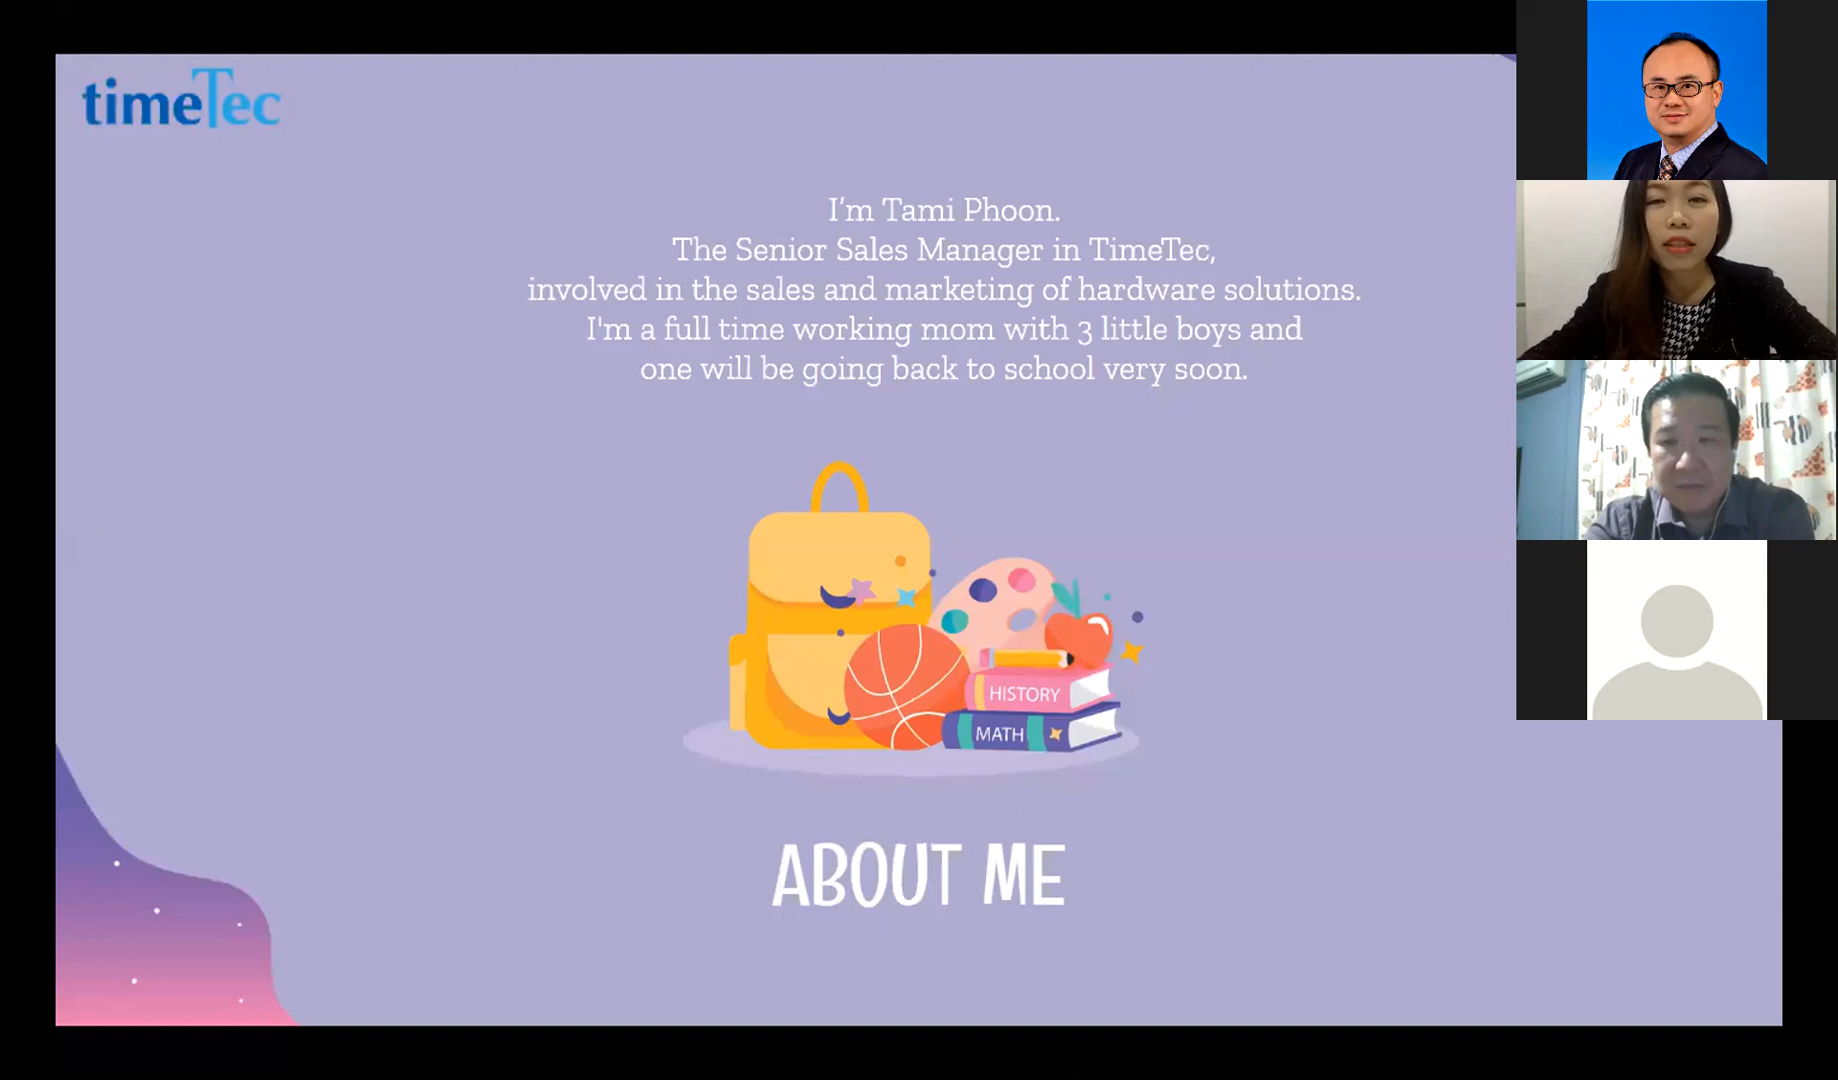 timeTec
I’m Tami Phoon.
The Senior Sales Manager in TimeTec,
involved in the sales and marketing of hardware solutions.
I'm a full time working mom with 3 little boys and
one will be going back to school very soon.
HISTORY
MATH
ABOUT ME